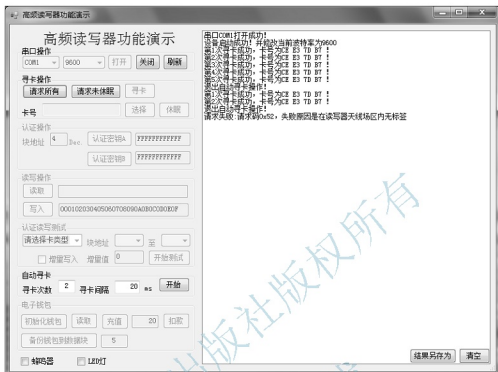 高频读写器功能演示
高频读写器功能演示
串口操作
COM1 9600 打开 关闭 刷新
寻卡操作
请求所有 请求未休眠 寻卡
卡号 选择 休眠
认证操作
块地址 4 Dec 认证密钥A FFFFFFFFFFFF
认证密钥B FFFFFFFFFFFF
读写操作
读取
写入 000102030405060708090A0B0C0D0E0F
认证读写测试
请选择卡类型 块地址 至
增量写入 增量值 0 开始测试
自动寻卡
寻卡次数 2 寻卡间隔 20 ms 开始
电子钱包
初始化钱包 读取 充值 20 扣款
备份钱包到数据块 5
蜂鸣器 LED灯
串口COM1打开成功!
设备启动成功! 并修改当前波特率为9600
第1次寻卡成功，卡号为CE E3 7D B7 !
第2次寻卡成功，卡号为CE E3 7D B7 !
第3次寻卡成功，卡号为CE E3 7D B7 !
第4次寻卡成功，卡号为CE E3 7D B7 !
第5次寻卡成功，卡号为CE E3 7D B7 !
退出自动寻卡操作!
第1次寻卡成功，卡号为CE E3 7D B7 !
第2次寻卡成功，卡号为CE E3 7D B7 !
退出自动寻卡操作!
请求失败:请求码0x52，失败原因是在读写器天线场区内无标签
结果另存为 清空
出版社版权所有